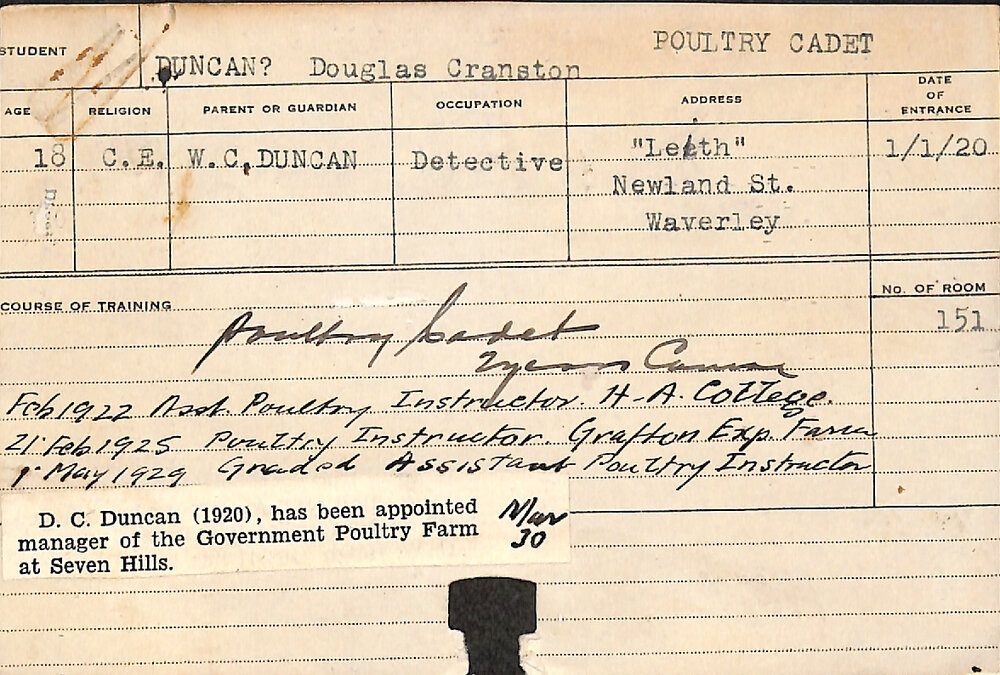 POULTRY CADET
STUDENT DUNCAN? Douglas Cranston
AGE RELIGION PARENT OR GUARDIAN OCCUPATION ADDRESS DATE OF ENTRANCE
18 C.E. W.C.DUNCAN Detective "Leith" 1/1/20
Newland St.
Waverley
COURSE OF TRAINING
No. OF ROOM
151
Poultry Cadet
2 years Course
Feb 1922 Asst. Poultry Instructor. H.A. College.
21 Feb 1925 Poultry Instructor. Grafton Exp. Farm
1 May 1929 Graded Assistant Poultry Instructor
D. C. Duncan (1920), has been appointed
manager of the Government Poultry Farm
at Seven Hills.
Mar
30